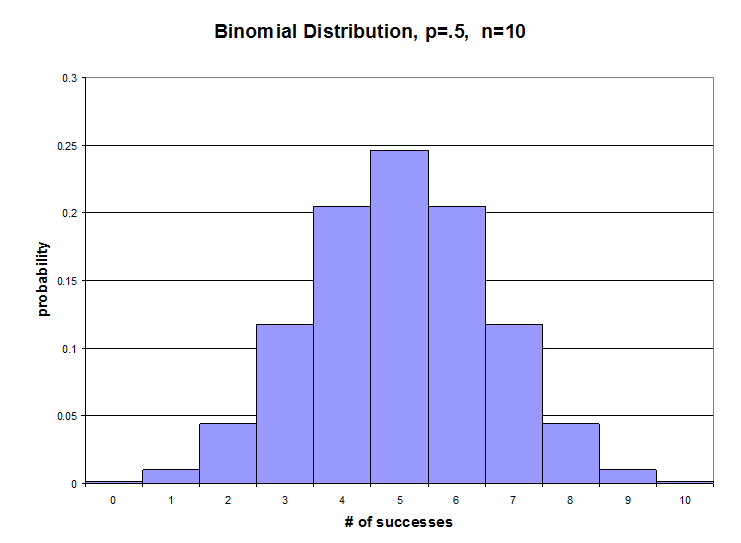 Binomial Distribution, p=.5,  n=10
0.3
0.25
0.2
0.15
0.1
0.05
0
probability
0 1 2 3 4 5 6 7 8 9 10
# of successes